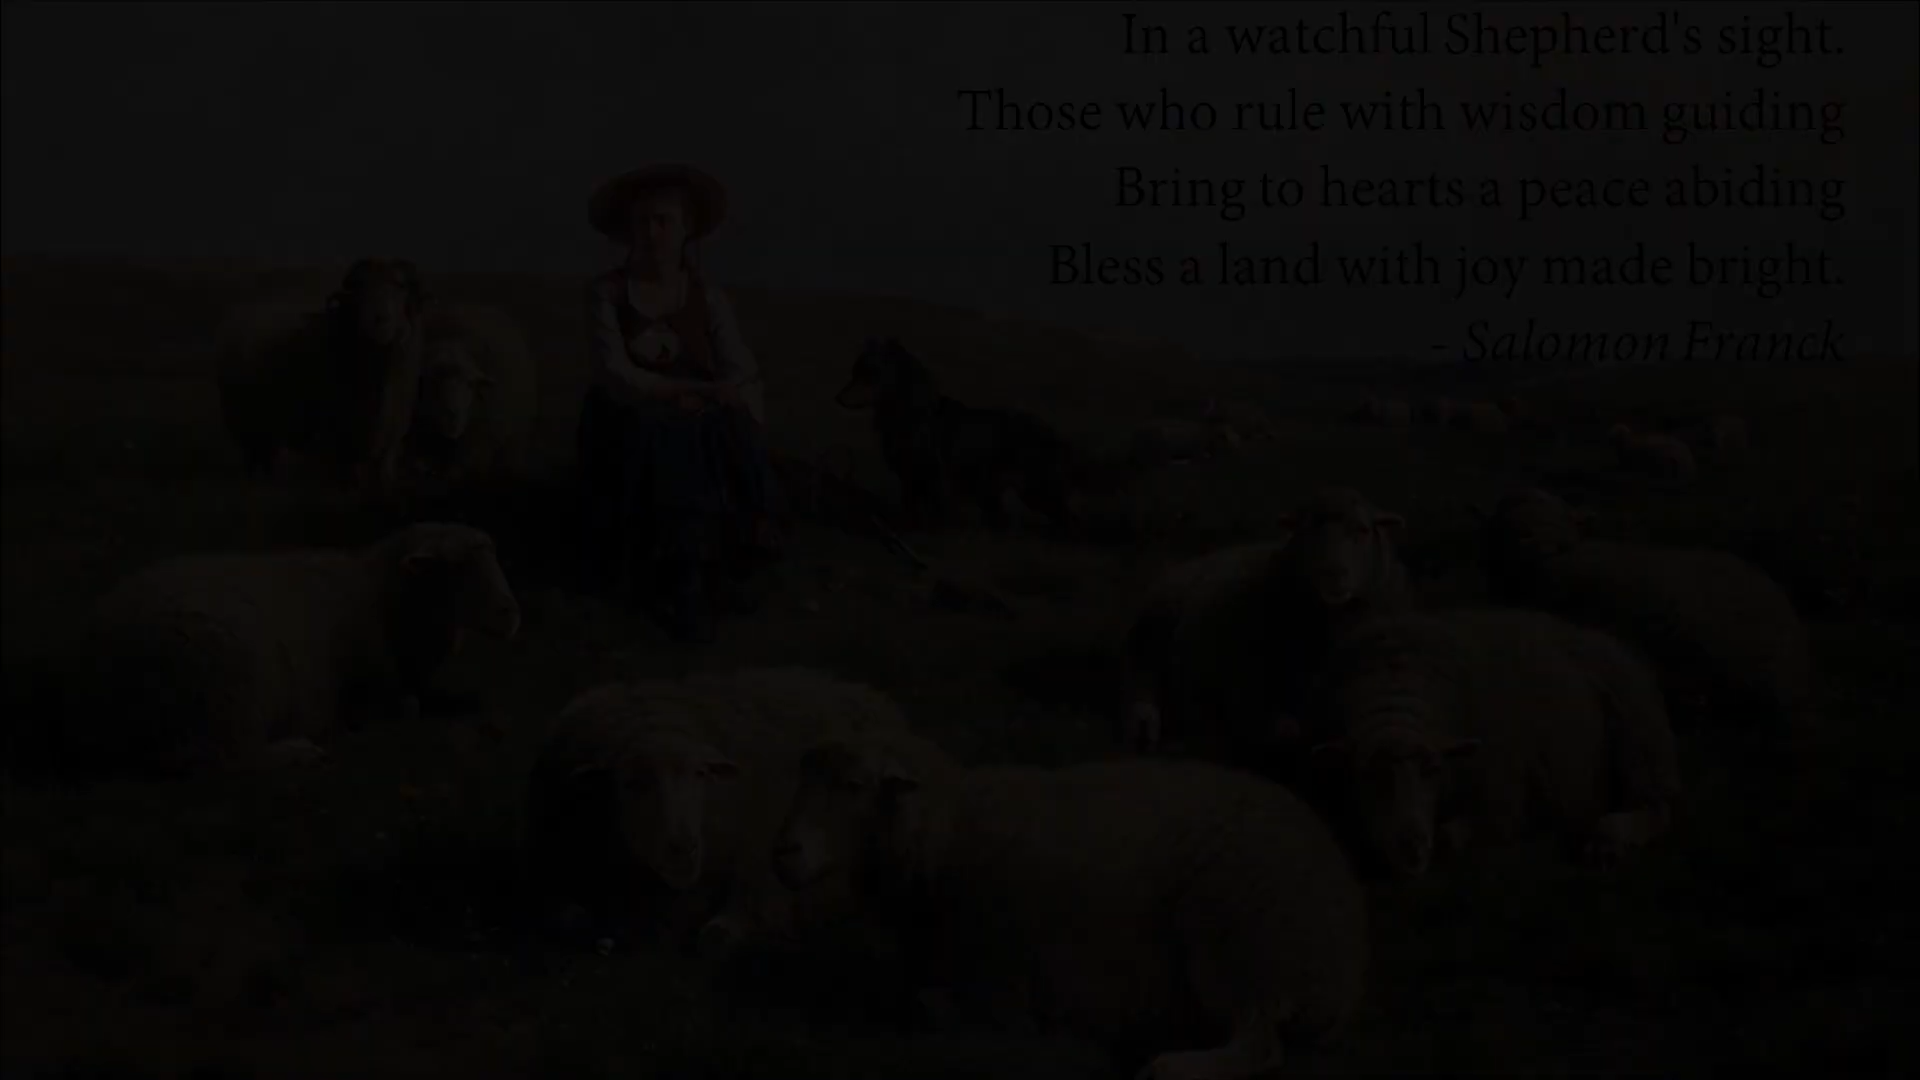 In a watchful Shepherd's sight.
Those who rule with wisdom guiding
Bring to hearts a peace abiding
Bless a land with joy made bright.
- Salomon Franck